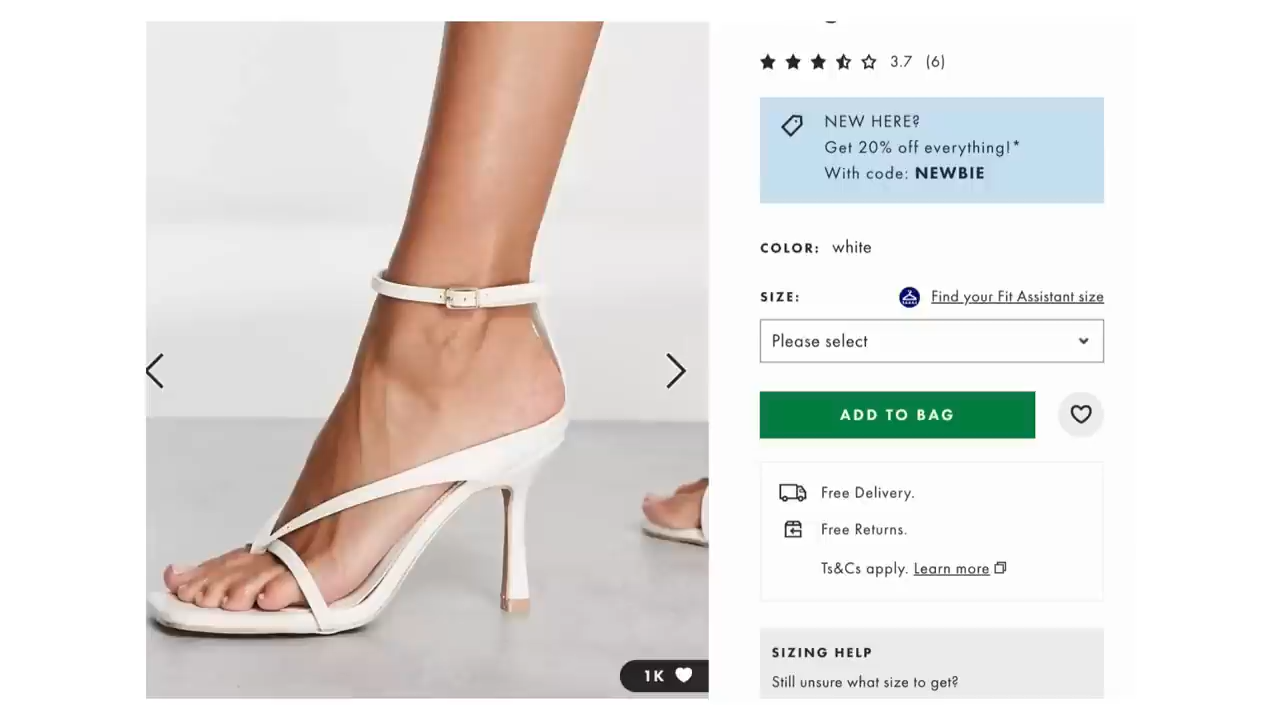 3.7 (6)
NEW HERE?
Get 20% off everything!*
With code: NEWBIE
COLOR: white
SIZE:
Find your Fit Assistant size
Please select
ADD TO BAG
Free Delivery.
Free Returns.
Ts&Cs apply. Learn more
1K
SIZING HELP
Still unsure what size to get?